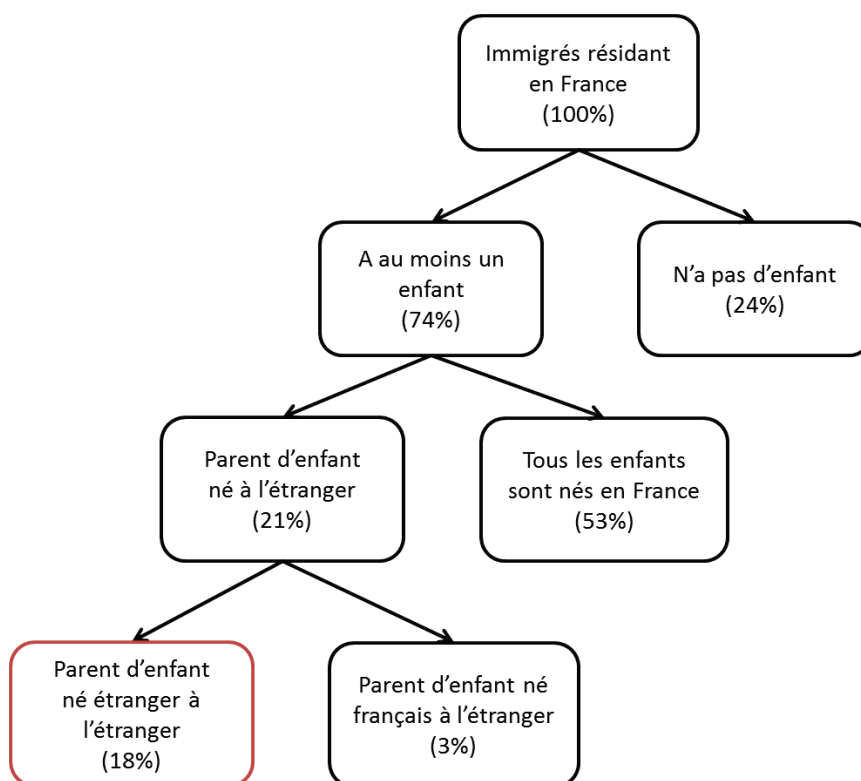 Immigrés résidant
en France
(100%)
A au moins un
enfant
(74%)
N’a pas d’enfant
(24%)
Parent d’enfant
né à l’étranger
(21%)
Tous les enfants
sont nés en France
(53%)
Parent d’enfant
né étranger à
l’étranger
(18%)
Parent d’enfant né
français à l’étranger
(3%)